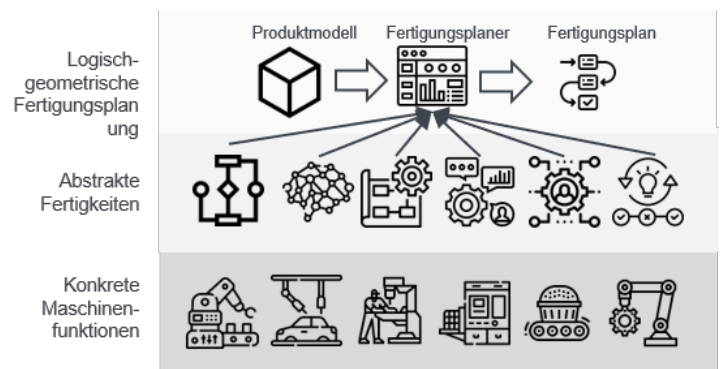 Produktmodell
Fertigungsplaner
Fertigungsplan
Logisch-
geometrische
Fertigungsplan
ung
Abstrakte
Fertigkeiten
Konkrete
Maschinen-
funktionen